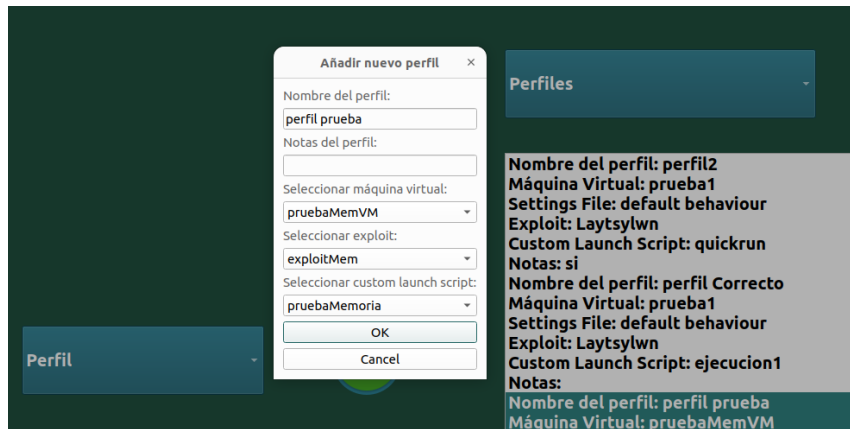 Añadir nuevo perfil ×
Nombre del perfil:
perfil prueba
Notas del perfil:
Seleccionar máquina virtual:
pruebaMemVM
Seleccionar exploit:
exploitMem
Seleccionar custom launch script:
pruebaMemoria
OK
Cancel
Perfil
Perfiles
Nombre del perfil: perfil2
Máquina Virtual: prueba1
Settings File: default behaviour
Exploit: Laytsylwn
Custom Launch Script: quickrun
Notas: si
Nombre del perfil: perfil Correcto
Máquina Virtual: prueba1
Settings File: default behaviour
Exploit: Laytsylwn
Custom Launch Script: ejecucion1
Notas:
Nombre del perfil: perfil prueba
Máquina Virtual: pruebaMemVM